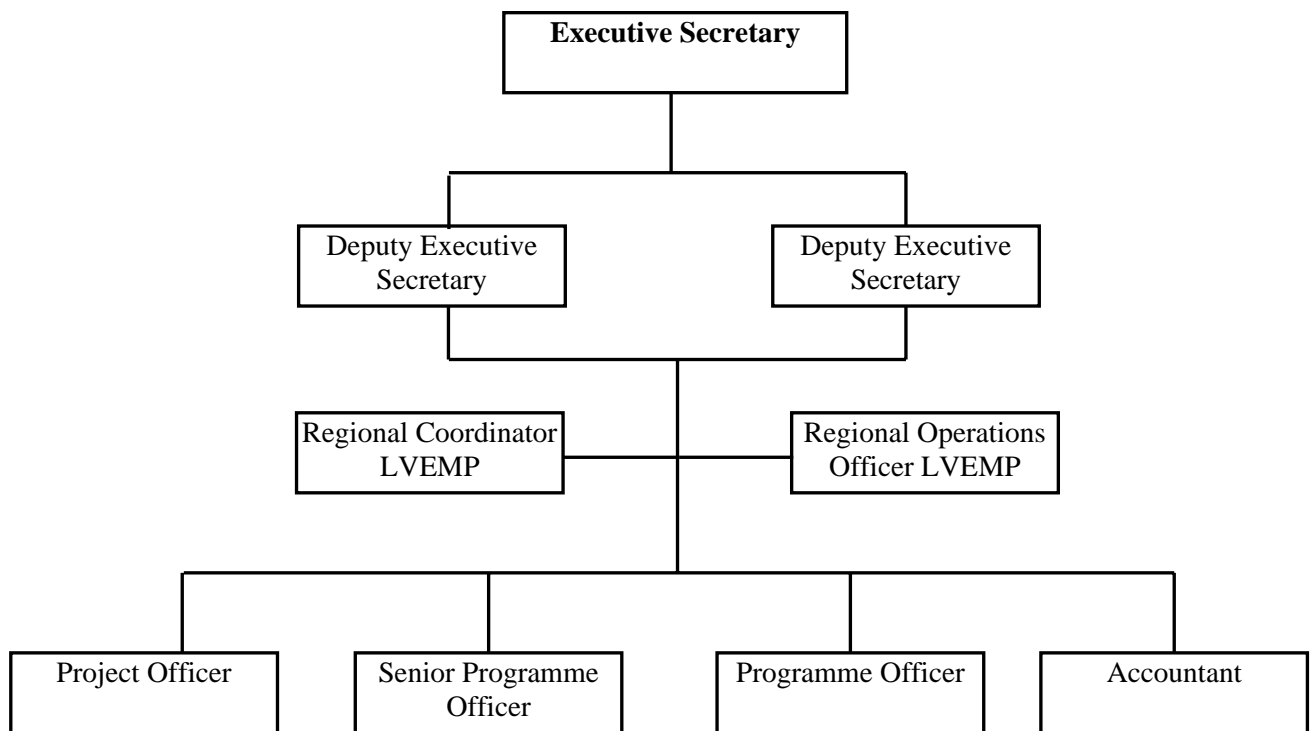 Executive Secretary
Deputy Executive
Secretary
Deputy Executive
Secretary
Regional Coordinator
LVEMP
Regional Operations
Officer LVEMP
Project Officer
Senior Programme
Officer
Programme Officer
Accountant